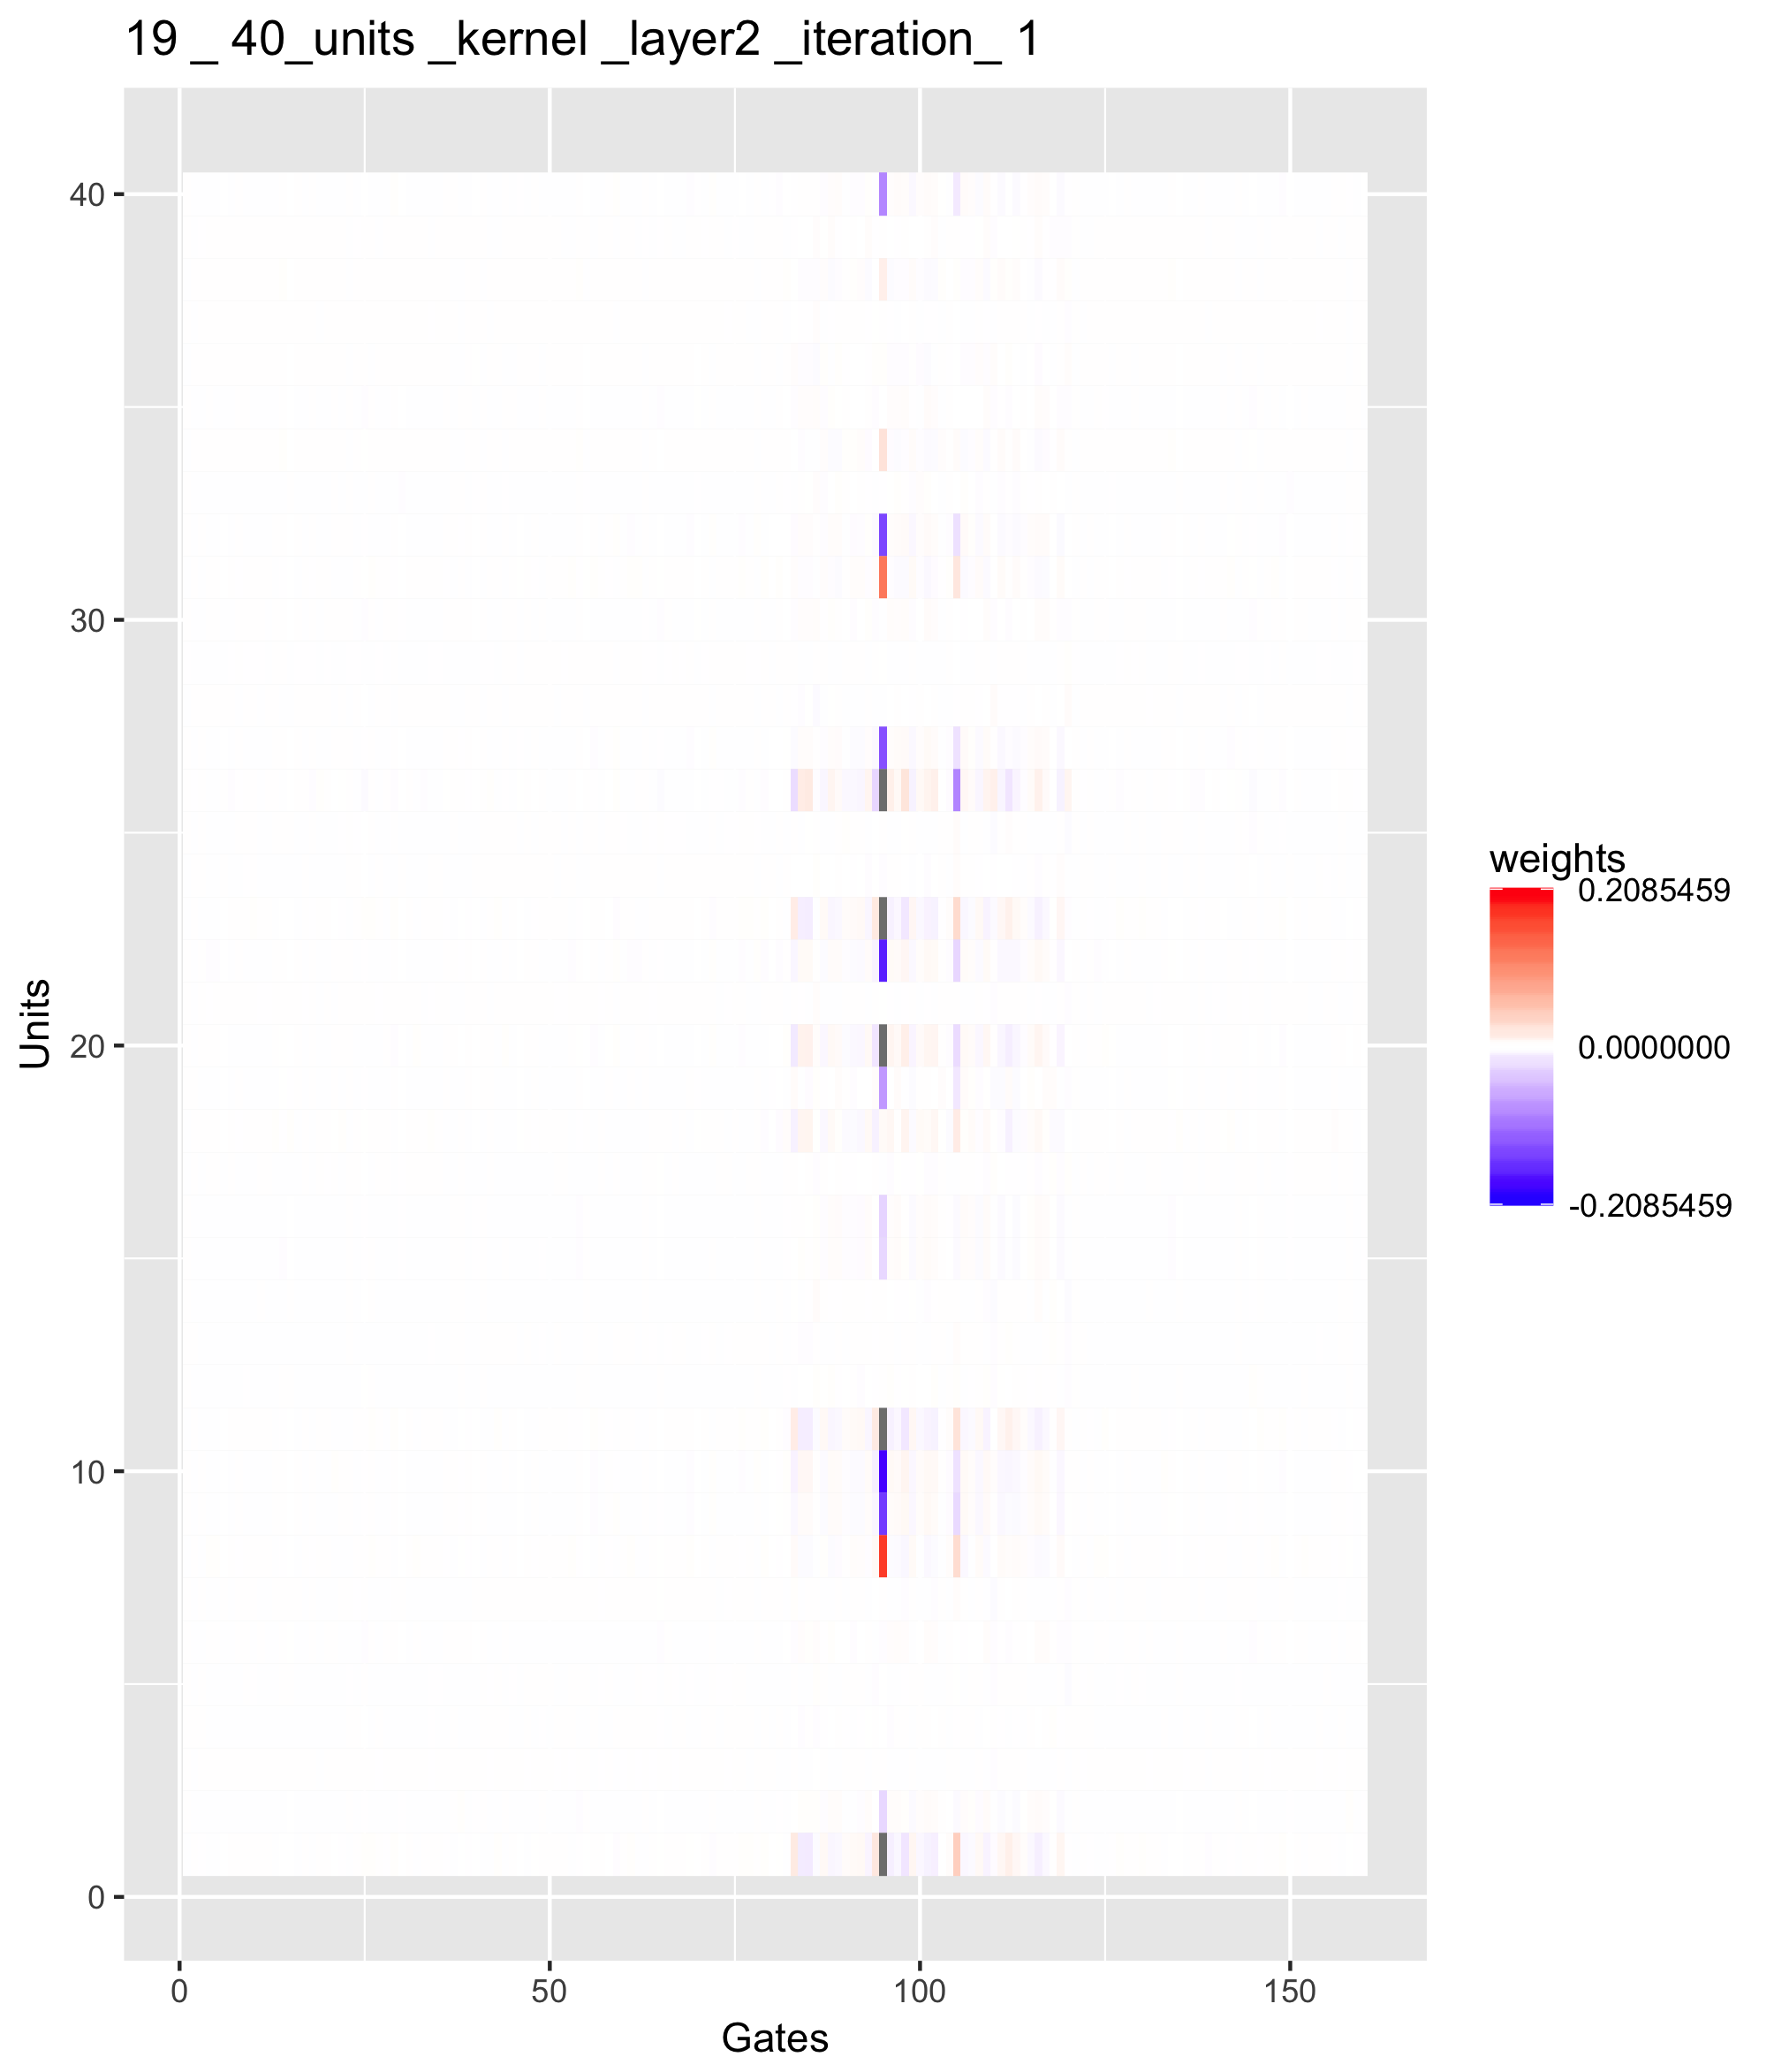 19 _ 40_units _kernel _layer2 _iteration_ 1
Units
40
30
20
10
0
0 50 100 150
Gates
weights
0.2085459
0.0000000
-0.2085459